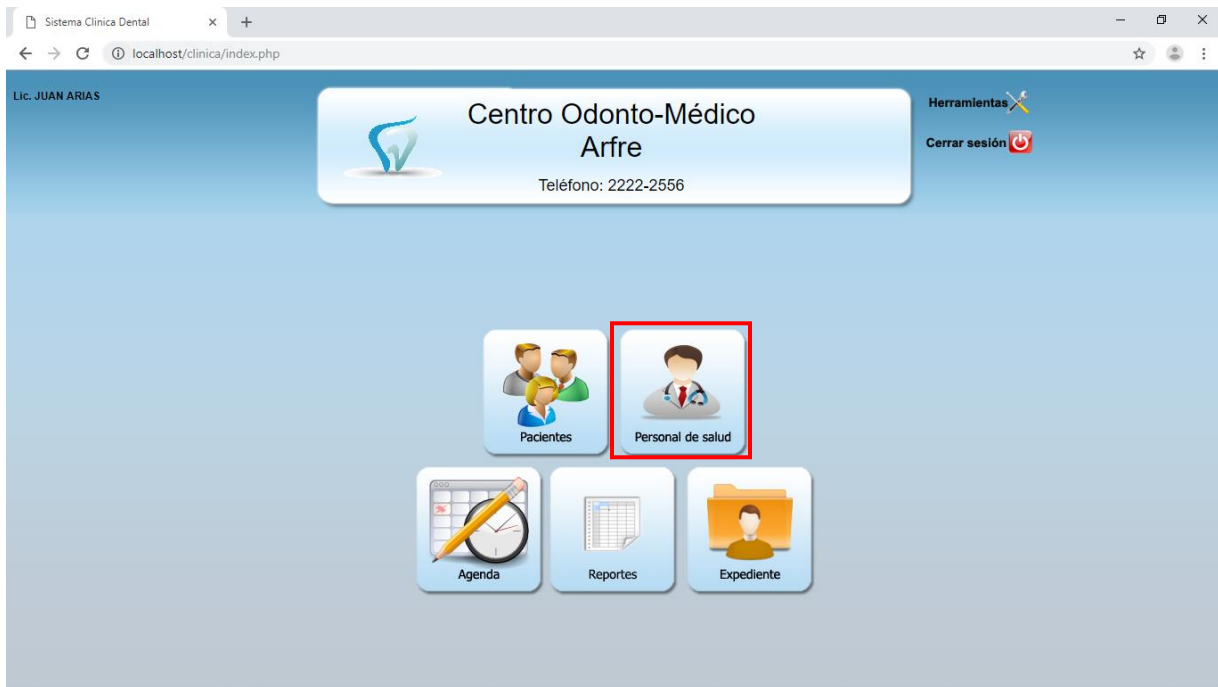 Sistema Clinica Dental
localhost/clinica/index.php
Lic. JUAN ARIAS
Centro Odonto-Médico
Arfre
Teléfono: 2222-2556
Herramientas
Cerrar sesión
Pacientes
Personal de salud
Agenda
Reportes
Expediente